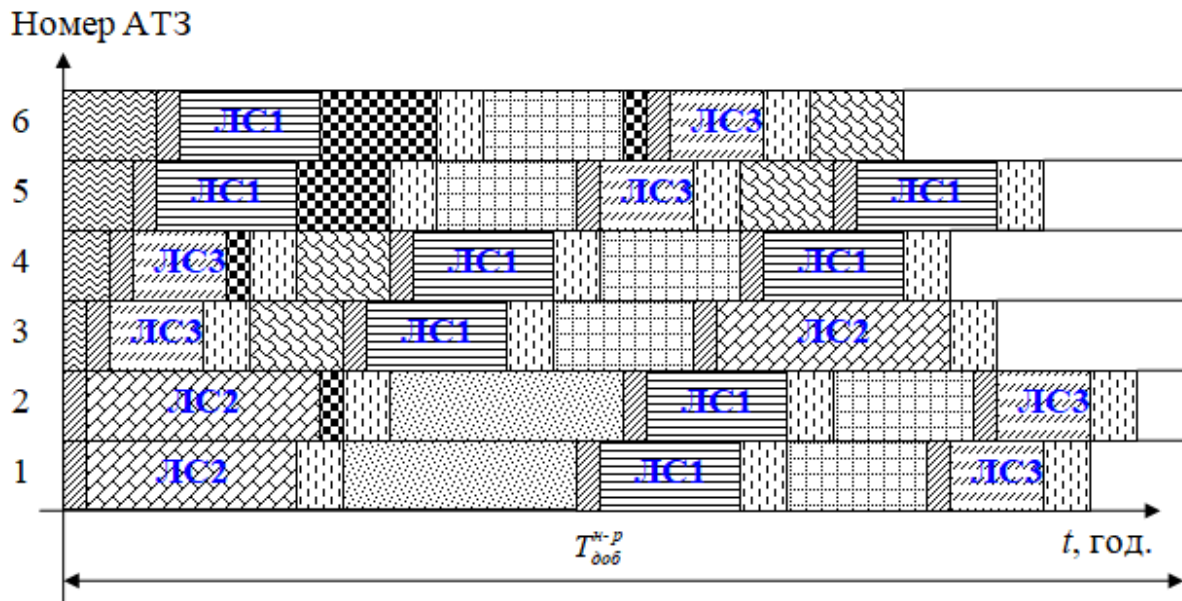 Номер АТЗ
6 ЛС1 ЛС3
5 ЛС1 ЛС3 ЛС1
4 ЛС3 ЛС1 ЛС1
3 ЛС3 ЛС1 ЛС2
2 ЛС2 ЛС1 ЛС3
1 ЛС2 ЛС1 ЛС3
T доб н-р t, год.